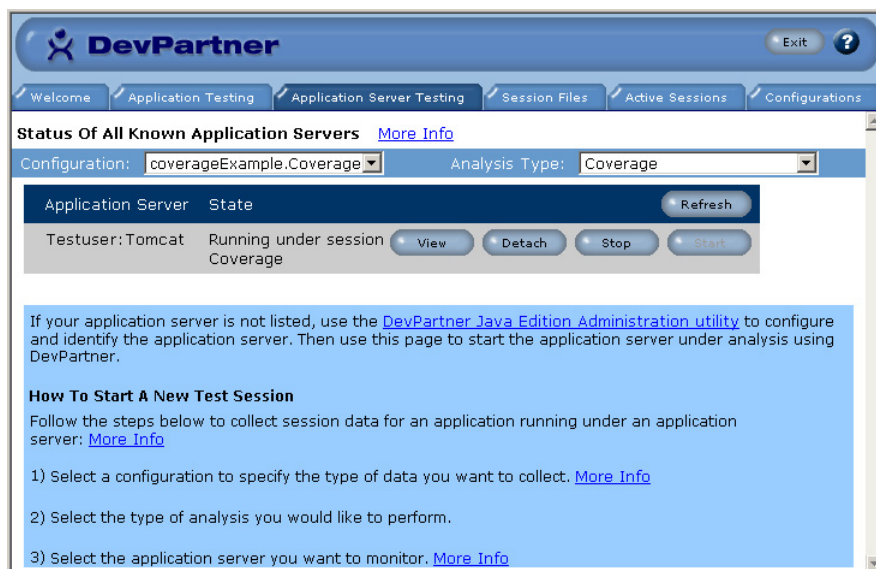 DevPartner
Exit ?
Welcome Application Testing Application Server Testing Session Files Active Sessions Configurations
Status Of All Known Application Servers More Info
Configuration: coverageExample.Coverage Analysis Type: Coverage
Application Server State Refresh
Testuser:Tomcat Running under session View Detach Stop Start
Coverage
If your application server is not listed, use the DevPartner Java Edition Administration utility to configure
and identify the application server. Then use this page to start the application server under analysis using
DevPartner.
How To Start A New Test Session
Follow the steps below to collect session data for an application running under an application
server: More Info
1) Select a configuration to specify the type of data you want to collect. More Info
2) Select the type of analysis you would like to perform.
3) Select the application server you want to monitor. More Info